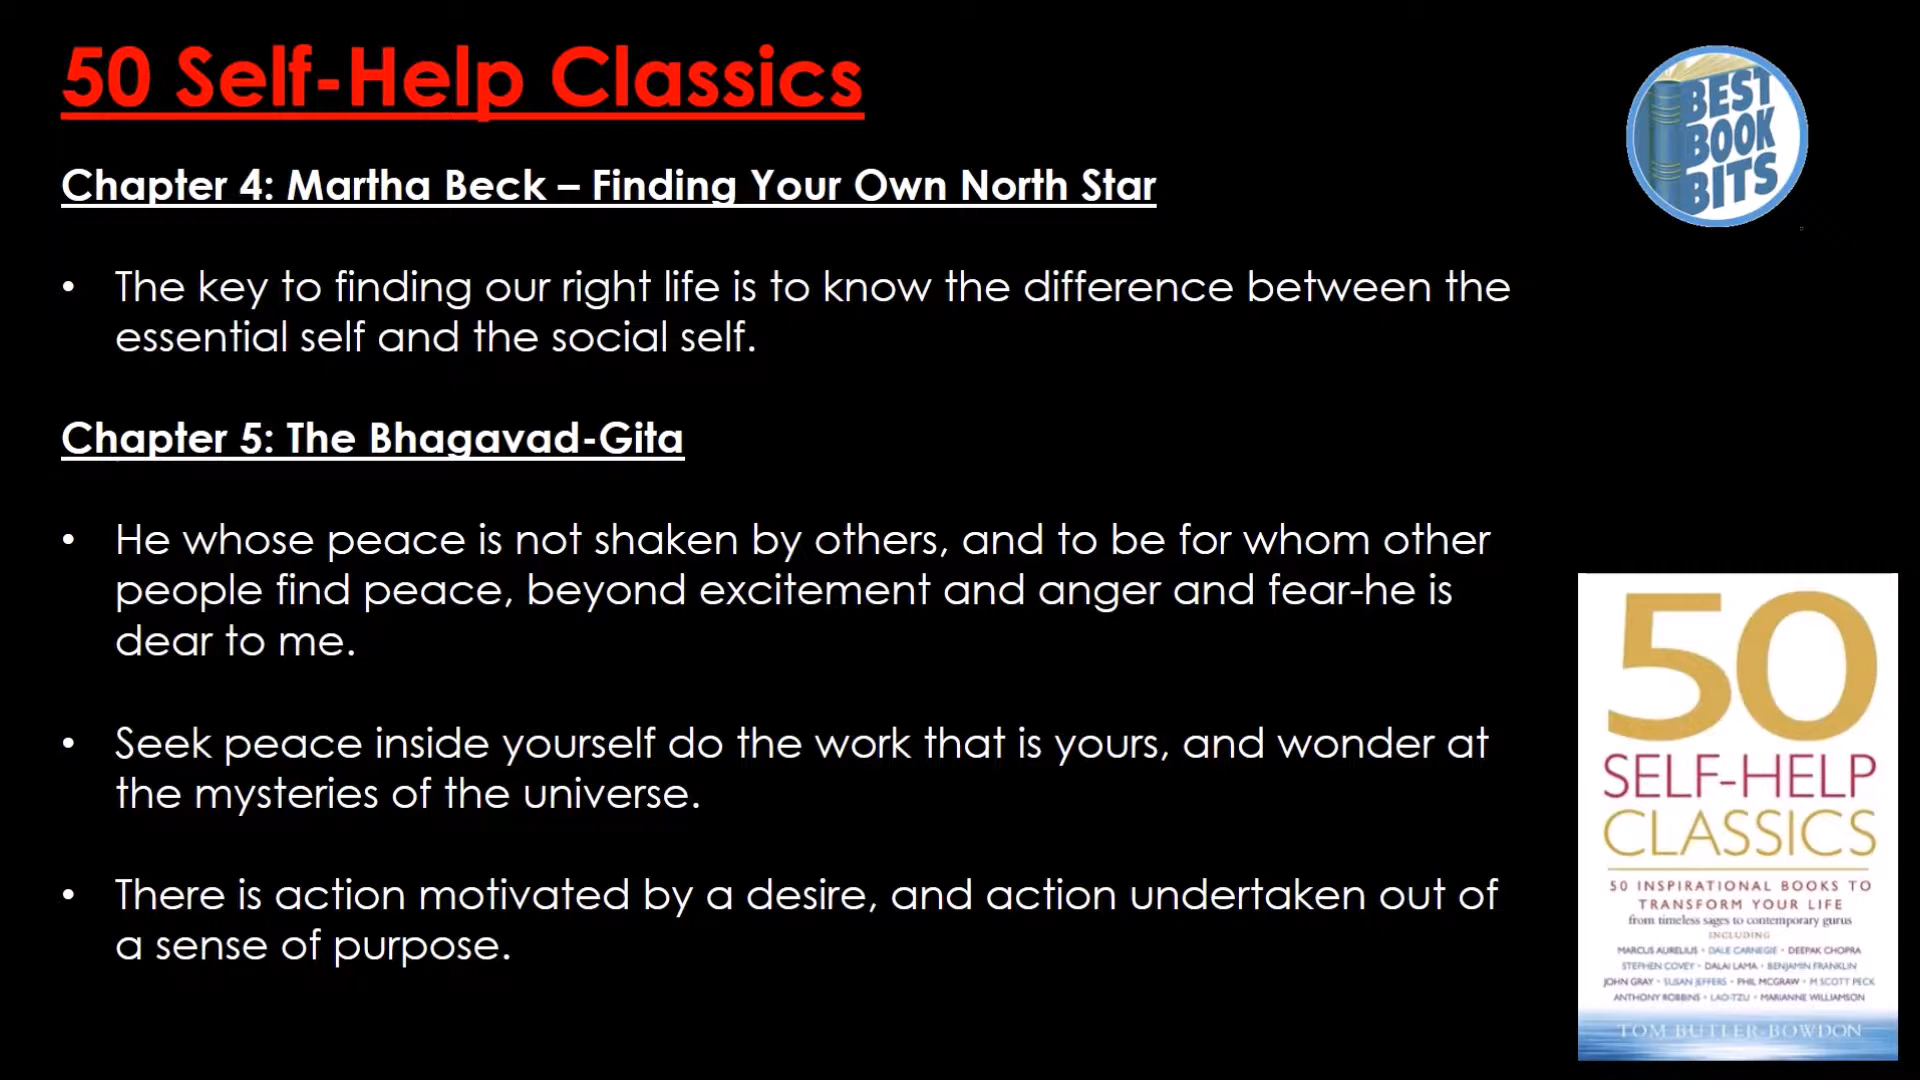 50 Self-Help Classics
BEST
BOOK
BITS
Chapter 4: Martha Beck – Finding Your Own North Star
• The key to finding our right life is to know the difference between the
essential self and the social self.
Chapter 5: The Bhagavad-Gita
• He whose peace is not shaken by others, and to be for whom other
people find peace, beyond excitement and anger and fear-he is
dear to me.
• Seek peace inside yourself do the work that is yours, and wonder at
the mysteries of the universe.
• There is action motivated by a desire, and action undertaken out of
a sense of purpose.
50
SELF-HELP
CLASSICS
50 INSPIRATIONAL BOOKS TO
TRANSFORM YOUR LIFE
from timeless sages to contemporary gurus
INCLUDING
MARCUS AURELIUS • DALE CARNEGIE • DEEPAK CHOPRA
STEPHEN COVEY • DALAI LAMA • BENJAMIN FRANKLIN
JOHN GRAY • SUSAN JEFFERS • PHIL MCGRAW • M SCOTT PECK
ANTHONY ROBBINS • LAO-TZU • MARIANNE WILLIAMSON
TOM BUTLER-BOWDON